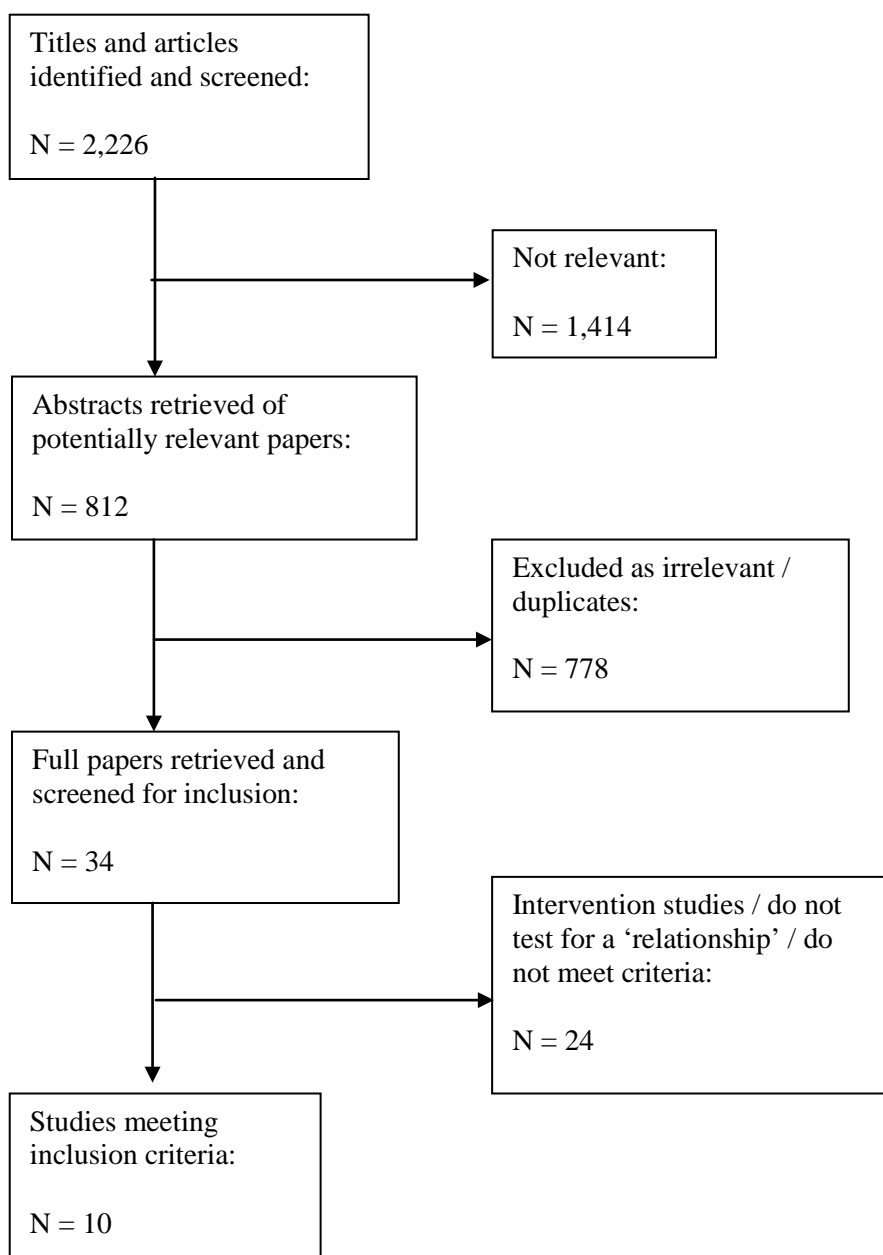 Titles and articles
identified and screened:
N = 2,226
Not relevant:
N = 1,414
Abstracts retrieved of
potentially relevant papers:
N = 812
Excluded as irrelevant /
duplicates:
N = 778
Full papers retrieved and
screened for inclusion:
N = 34
Intervention studies / do not
test for a ‘relationship’ / do
not meet criteria:
N = 24
Studies meeting
inclusion criteria:
N = 10